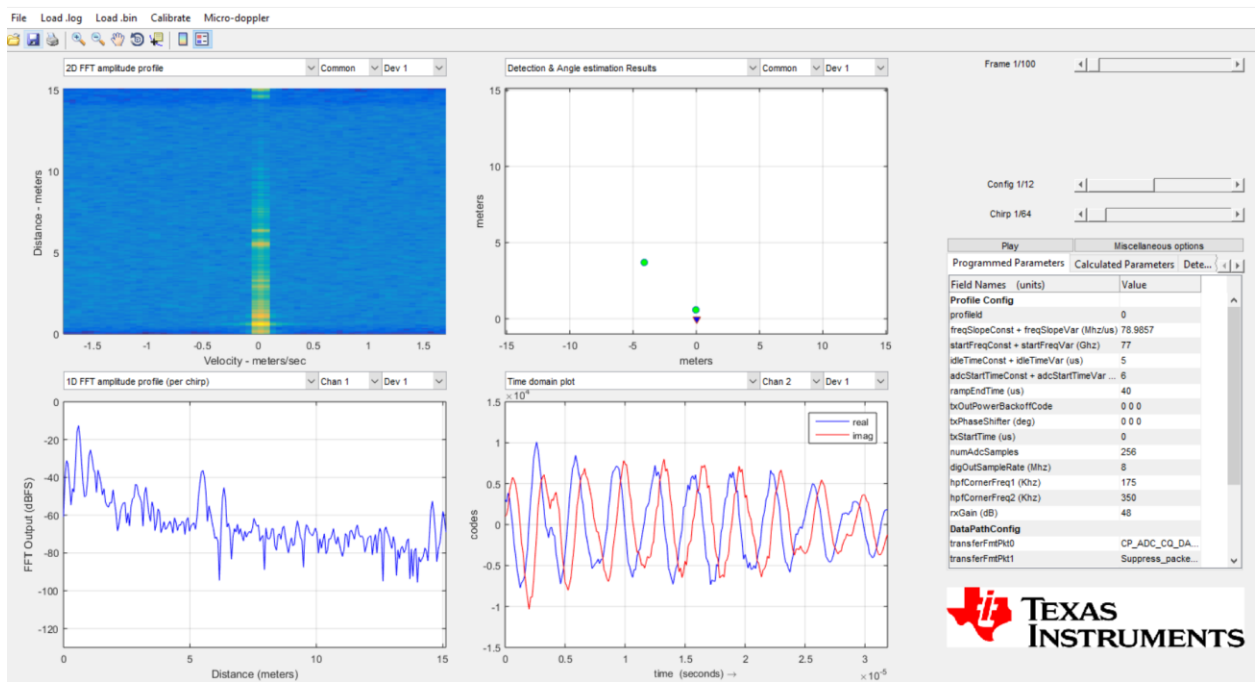 File Load .log Load .bin Calibrate Micro-doppler
2D FFT amplitude profile Common Dev 1
15
10
5
0
Distance - meters
-1.5 -1 -0.5 0 0.5 1 1.5
Velocity - meters/sec
Detection & Angle estimation Results Common Dev 1
15
10
5
0
meters
-15 -10 -5 0 5 10 15
meters
Frame 1/100
Config 1/12
Chirp 1/64
Play Miscellaneous options
Programmed Parameters Calculated Parameters Dete...
Field Names (units) Value
Profile Config
profileId 0
freqSlopeConst + freqSlopeVar (Mhz/us) 78.9857
startFreqConst + startFreqVar (Ghz) 77
idleTimeConst + idleTimeVar (us) 5
adcStartTimeConst + adcStartTimeVar ... 6
rampEndTime (us) 40
txOutPowerBackoffCode 0 0 0
txPhaseShifter (deg) 0 0 0
txStartTime (us) 0
numAdcSamples 256
digOutSampleRate (Mhz) 8
hpfCornerFreq1 (Khz) 175
hpfCornerFreq2 (Khz) 350
rxGain (dB) 48
DataPathConfig
transferFmtPkt0 CP_ADC_CQ_DA...
transferFmtPkt1 Suppress_packe...
1D FFT amplitude profile (per chirp) Chan 1 Dev 1
0
-20
-40
-60
-80
-100
-120
FFT Output (dBFS)
0 5 10 15
Distance (meters)
Time domain plot Chan 2 Dev 1
×10⁴
1.5
1
0.5
0
-0.5
-1
-1.5
codes
real
imag
0 0.5 1 1.5 2 2.5 3
time (seconds) →
×10⁻⁵
TEXAS
INSTRUMENTS